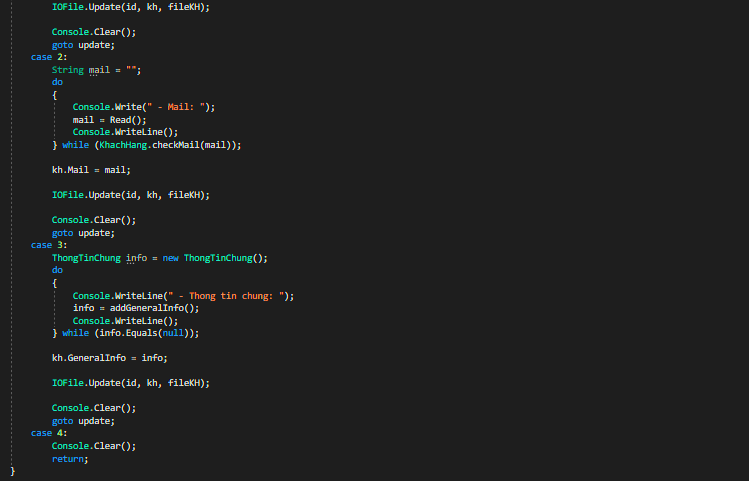 IOFile.Update(id, kh, fileKH);
Console.Clear();
goto update;
case 2:
String mail = "";
do
{
Console.Write(" - Mail: ");
mail = Read();
Console.WriteLine();
} while (KhachHang.checkMail(mail));
kh.Mail = mail;
IOFile.Update(id, kh, fileKH);
Console.Clear();
goto update;
case 3:
ThongTinChung info = new ThongTinChung();
do
{
Console.WriteLine(" - Thong tin chung: ");
info = addGeneralInfo();
Console.WriteLine();
} while (info.Equals(null));
kh.GeneralInfo = info;
IOFile.Update(id, kh, fileKH);
Console.Clear();
goto update;
case 4:
Console.Clear();
return;
}